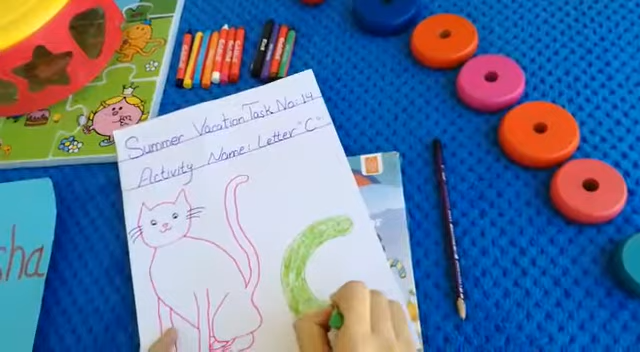 Summer Vacation Task No: 14
Activity Name: Letter "C"
sha